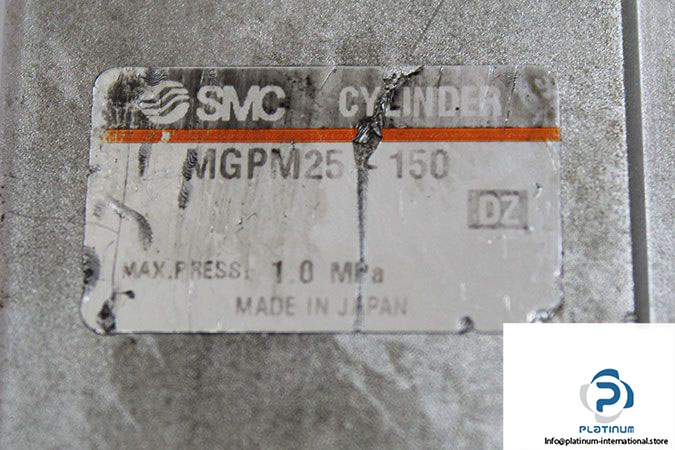 SMC CYLINDER
MGPM25 - 150
DZ
MAX.PRESS. 1.0 MPa
MADE IN JAPAN
PLATINUM
Info@platinum-international.store